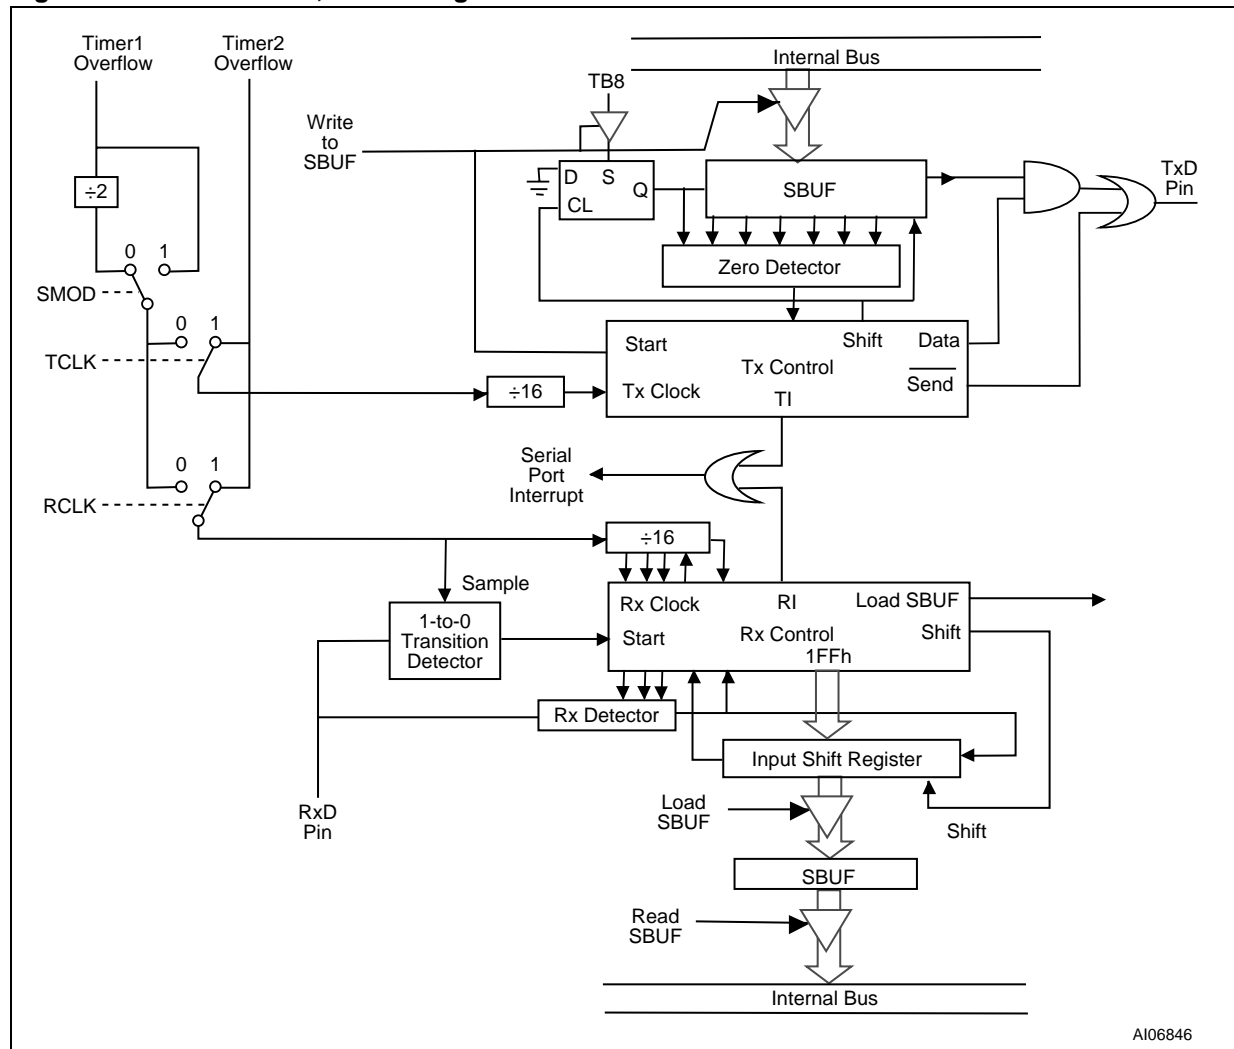 Timer1
Overflow
Timer2
Overflow
Internal Bus
TB8
Write
to
SBUF
D S
Q
CL
SBUF
TxD
Pin
÷2
Zero Detector
0 1
SMOD
0 1
TCLK
Start
Shift
Data
Tx Control
Send
Tx Clock
TI
÷16
Serial
Port
Interrupt
0 1
RCLK
÷16
Sample
1-to-0
Transition
Detector
Rx Clock
RI
Load SBUF
Start
Rx Control
Shift
1FFh
Rx Detector
Input Shift Register
RxD
Pin
Load
SBUF
Shift
SBUF
Read
SBUF
Internal Bus
AI06846